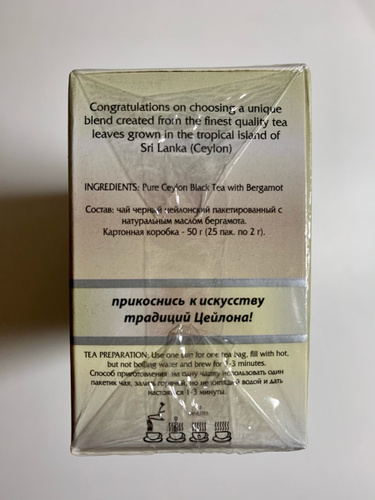 Congratulations on choosing a unique
blend created from the finest quality tea
leaves grown in the tropical island of
Sri Lanka (Ceylon)
INGREDIENTS: Pure Ceylon Black Tea with Bergamot
Состав: чай черный цейлонский пакетированный с
натуральным маслом бергамота.
Картонная коробка - 50 г (25 пак. по 2 г).
прикоснись к искусству
традиций Цейлона!
TEA PREPARATION: Use one cup for one tea bag, fill with hot,
but not boiling water and brew for 1-3 minutes.
Способ приготовления: на одну чашку использовать один
пакетик чая, залить горячей, но не кипящей водой и дать
настояться 1-3 минуты.
MINUTES